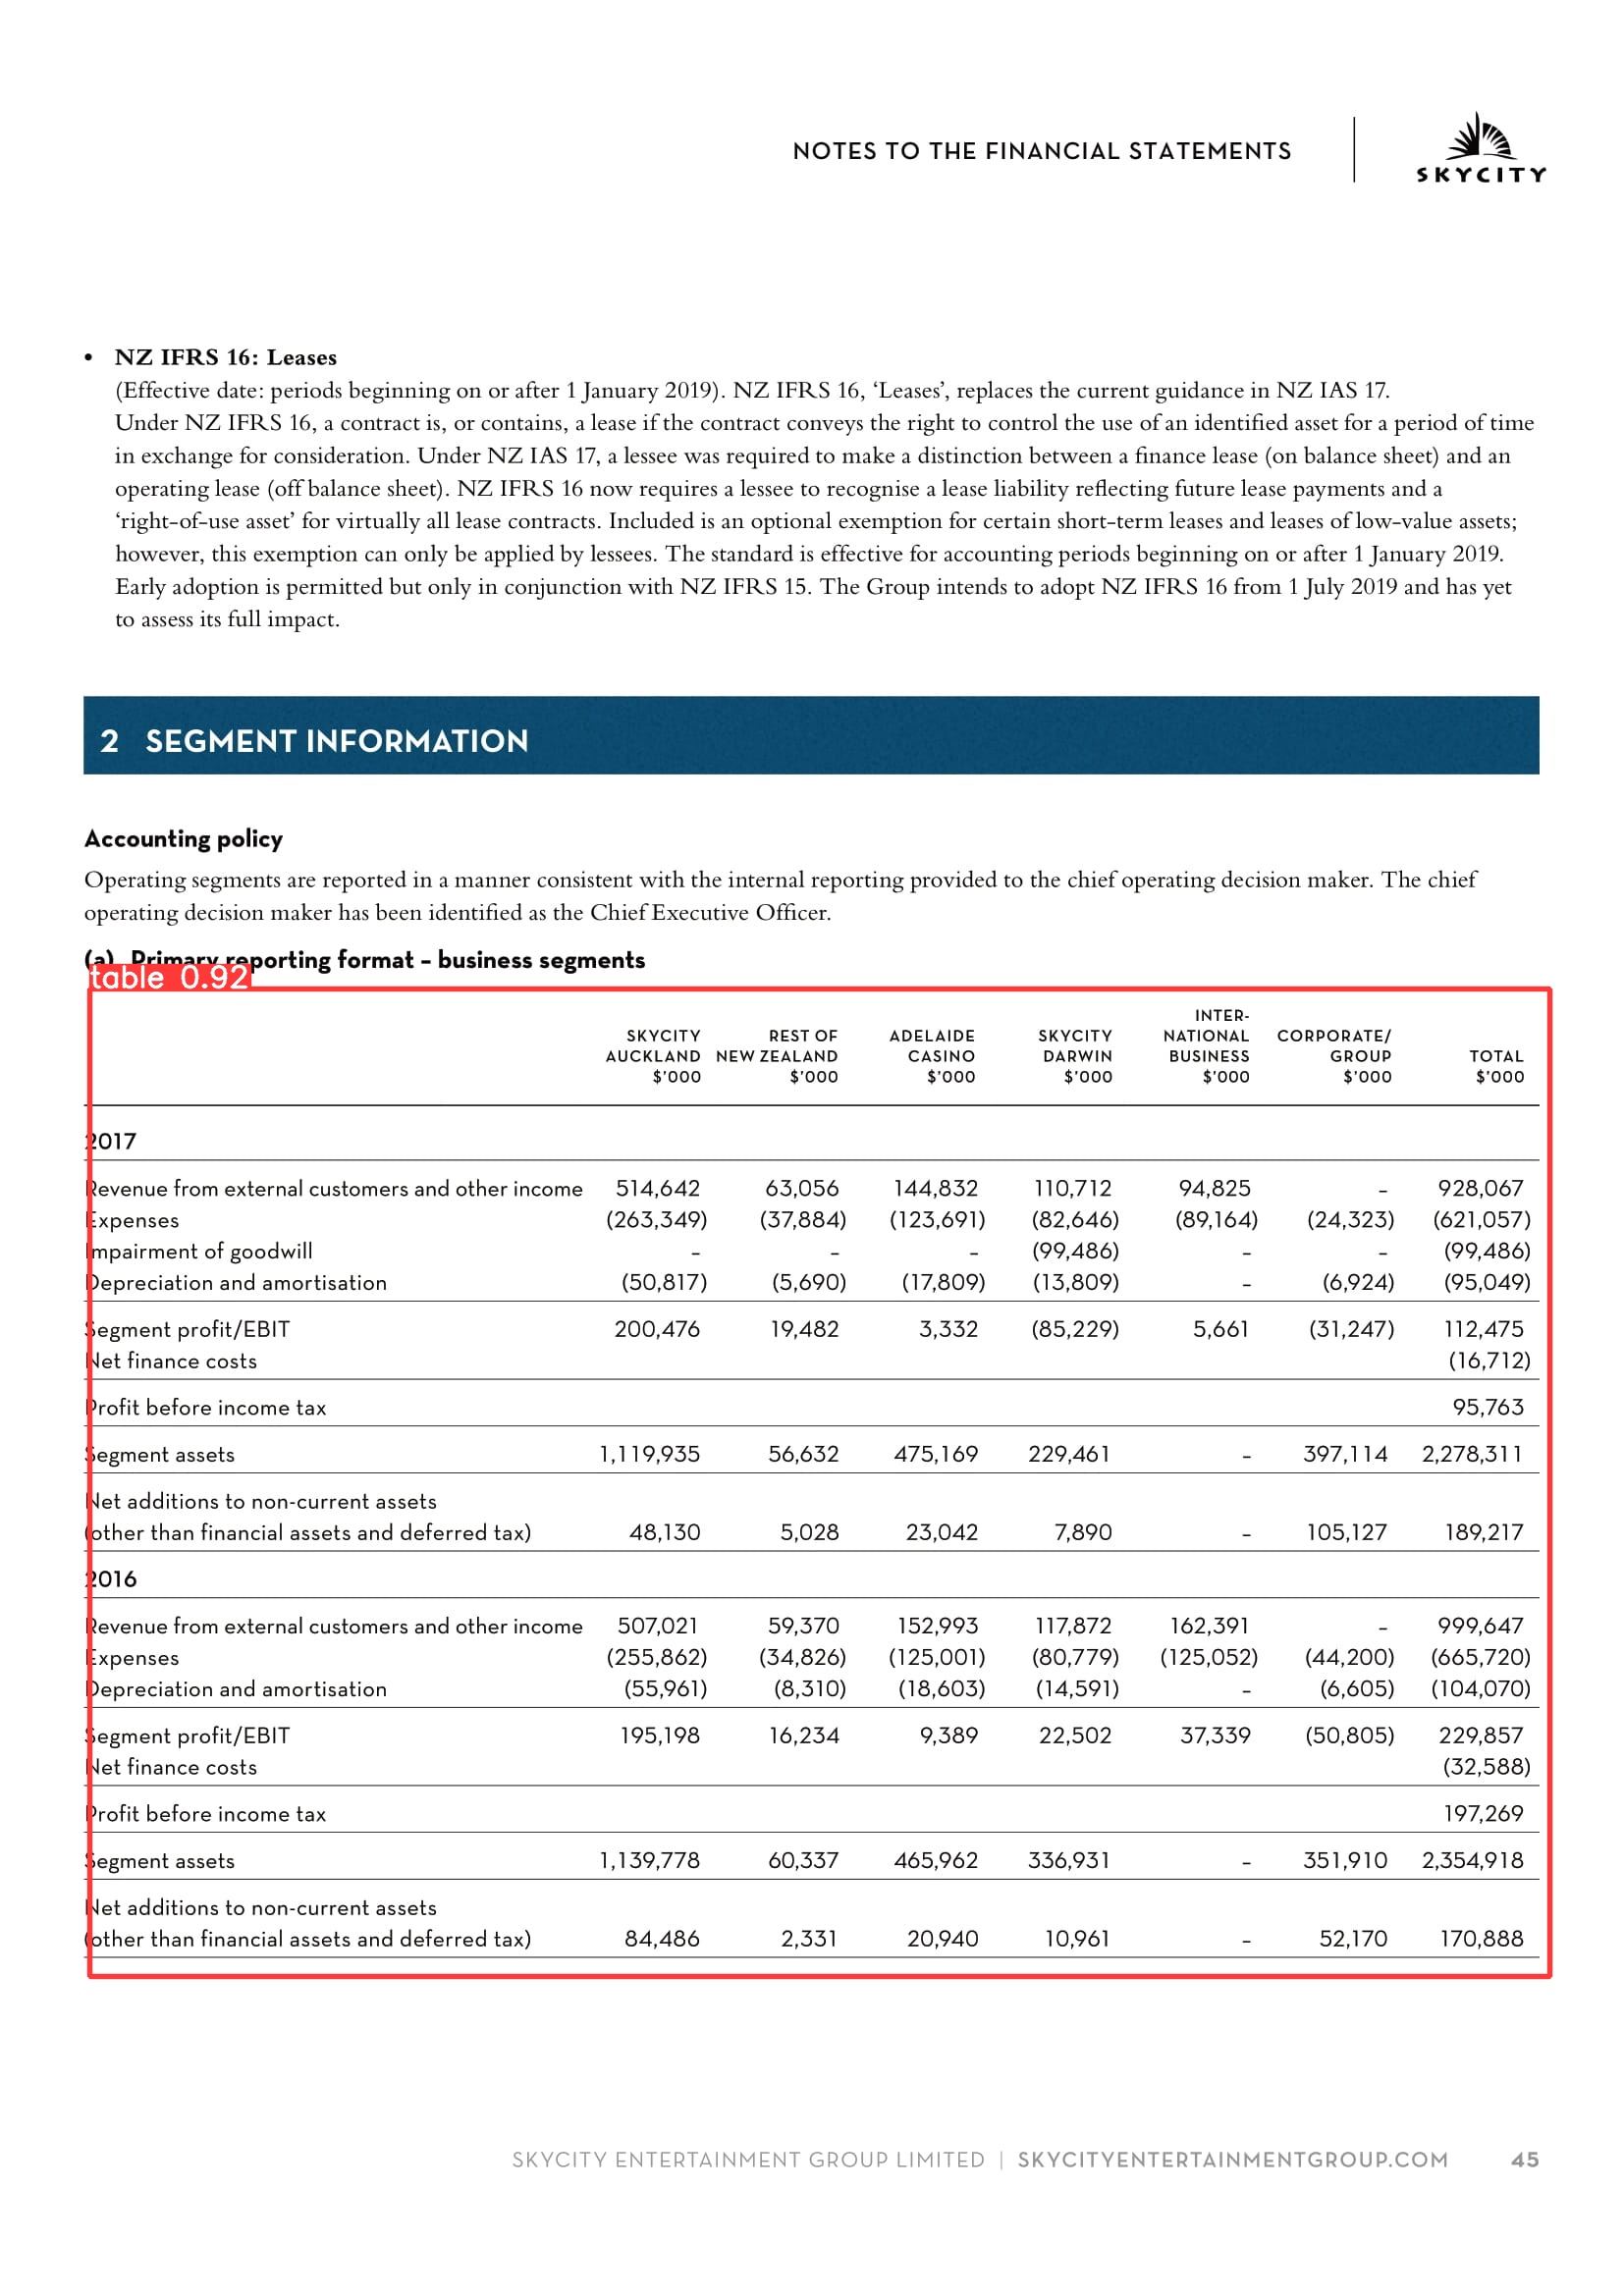 NOTES TO THE FINANCIAL STATEMENTS
SKYCITY
• NZ IFRS 16: Leases
(Effective date: periods beginning on or after 1 January 2019). NZ IFRS 16, ‘Leases’, replaces the current guidance in NZ IAS 17.
Under NZ IFRS 16, a contract is, or contains, a lease if the contract conveys the right to control the use of an identified asset for a period of time
in exchange for consideration. Under NZ IAS 17, a lessee was required to make a distinction between a finance lease (on balance sheet) and an
operating lease (off balance sheet). NZ IFRS 16 now requires a lessee to recognise a lease liability reflecting future lease payments and a
‘right-of-use asset’ for virtually all lease contracts. Included is an optional exemption for certain short-term leases and leases of low-value assets;
however, this exemption can only be applied by lessees. The standard is effective for accounting periods beginning on or after 1 January 2019.
Early adoption is permitted but only in conjunction with NZ IFRS 15. The Group intends to adopt NZ IFRS 16 from 1 July 2019 and has yet
to assess its full impact.
2 SEGMENT INFORMATION
Accounting policy
Operating segments are reported in a manner consistent with the internal reporting provided to the chief operating decision maker. The chief
operating decision maker has been identified as the Chief Executive Officer.
(a) Primary reporting format – business segments
table 0.92
INTER-
SKYCITY REST OF ADELAIDE SKYCITY NATIONAL CORPORATE/
AUCKLAND NEW ZEALAND CASINO DARWIN BUSINESS GROUP TOTAL
$’000 $’000 $’000 $’000 $’000 $’000 $’000
2017
Revenue from external customers and other income 514,642 63,056 144,832 110,712 94,825 – 928,067
Expenses (263,349) (37,884) (123,691) (82,646) (89,164) (24,323) (621,057)
Impairment of goodwill – – – (99,486) – – (99,486)
Depreciation and amortisation (50,817) (5,690) (17,809) (13,809) – (6,924) (95,049)
Segment profit/EBIT 200,476 19,482 3,332 (85,229) 5,661 (31,247) 112,475
Net finance costs (16,712)
Profit before income tax 95,763
Segment assets 1,119,935 56,632 475,169 229,461 – 397,114 2,278,311
Net additions to non-current assets
(other than financial assets and deferred tax) 48,130 5,028 23,042 7,890 – 105,127 189,217
2016
Revenue from external customers and other income 507,021 59,370 152,993 117,872 162,391 – 999,647
Expenses (255,862) (34,826) (125,001) (80,779) (125,052) (44,200) (665,720)
Depreciation and amortisation (55,961) (8,310) (18,603) (14,591) – (6,605) (104,070)
Segment profit/EBIT 195,198 16,234 9,389 22,502 37,339 (50,805) 229,857
Net finance costs (32,588)
Profit before income tax 197,269
Segment assets 1,139,778 60,337 465,962 336,931 – 351,910 2,354,918
Net additions to non-current assets
(other than financial assets and deferred tax) 84,486 2,331 20,940 10,961 – 52,170 170,888
SKYCITY ENTERTAINMENT GROUP LIMITED | SKYCITYENTERTAINMENTGROUP.COM 45